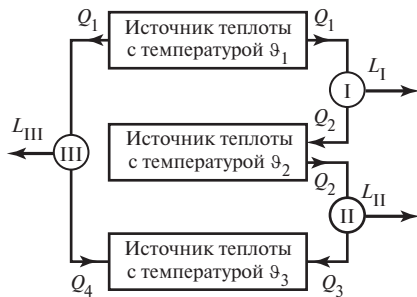 Q₁
Источник теплоты
с температурой ϑ₁
Q₁
L_I
I
Q₂
L_III
III
Источник теплоты
с температурой ϑ₂
Q₂
L_II
II
Источник теплоты
с температурой ϑ₃
Q₄
Q₃